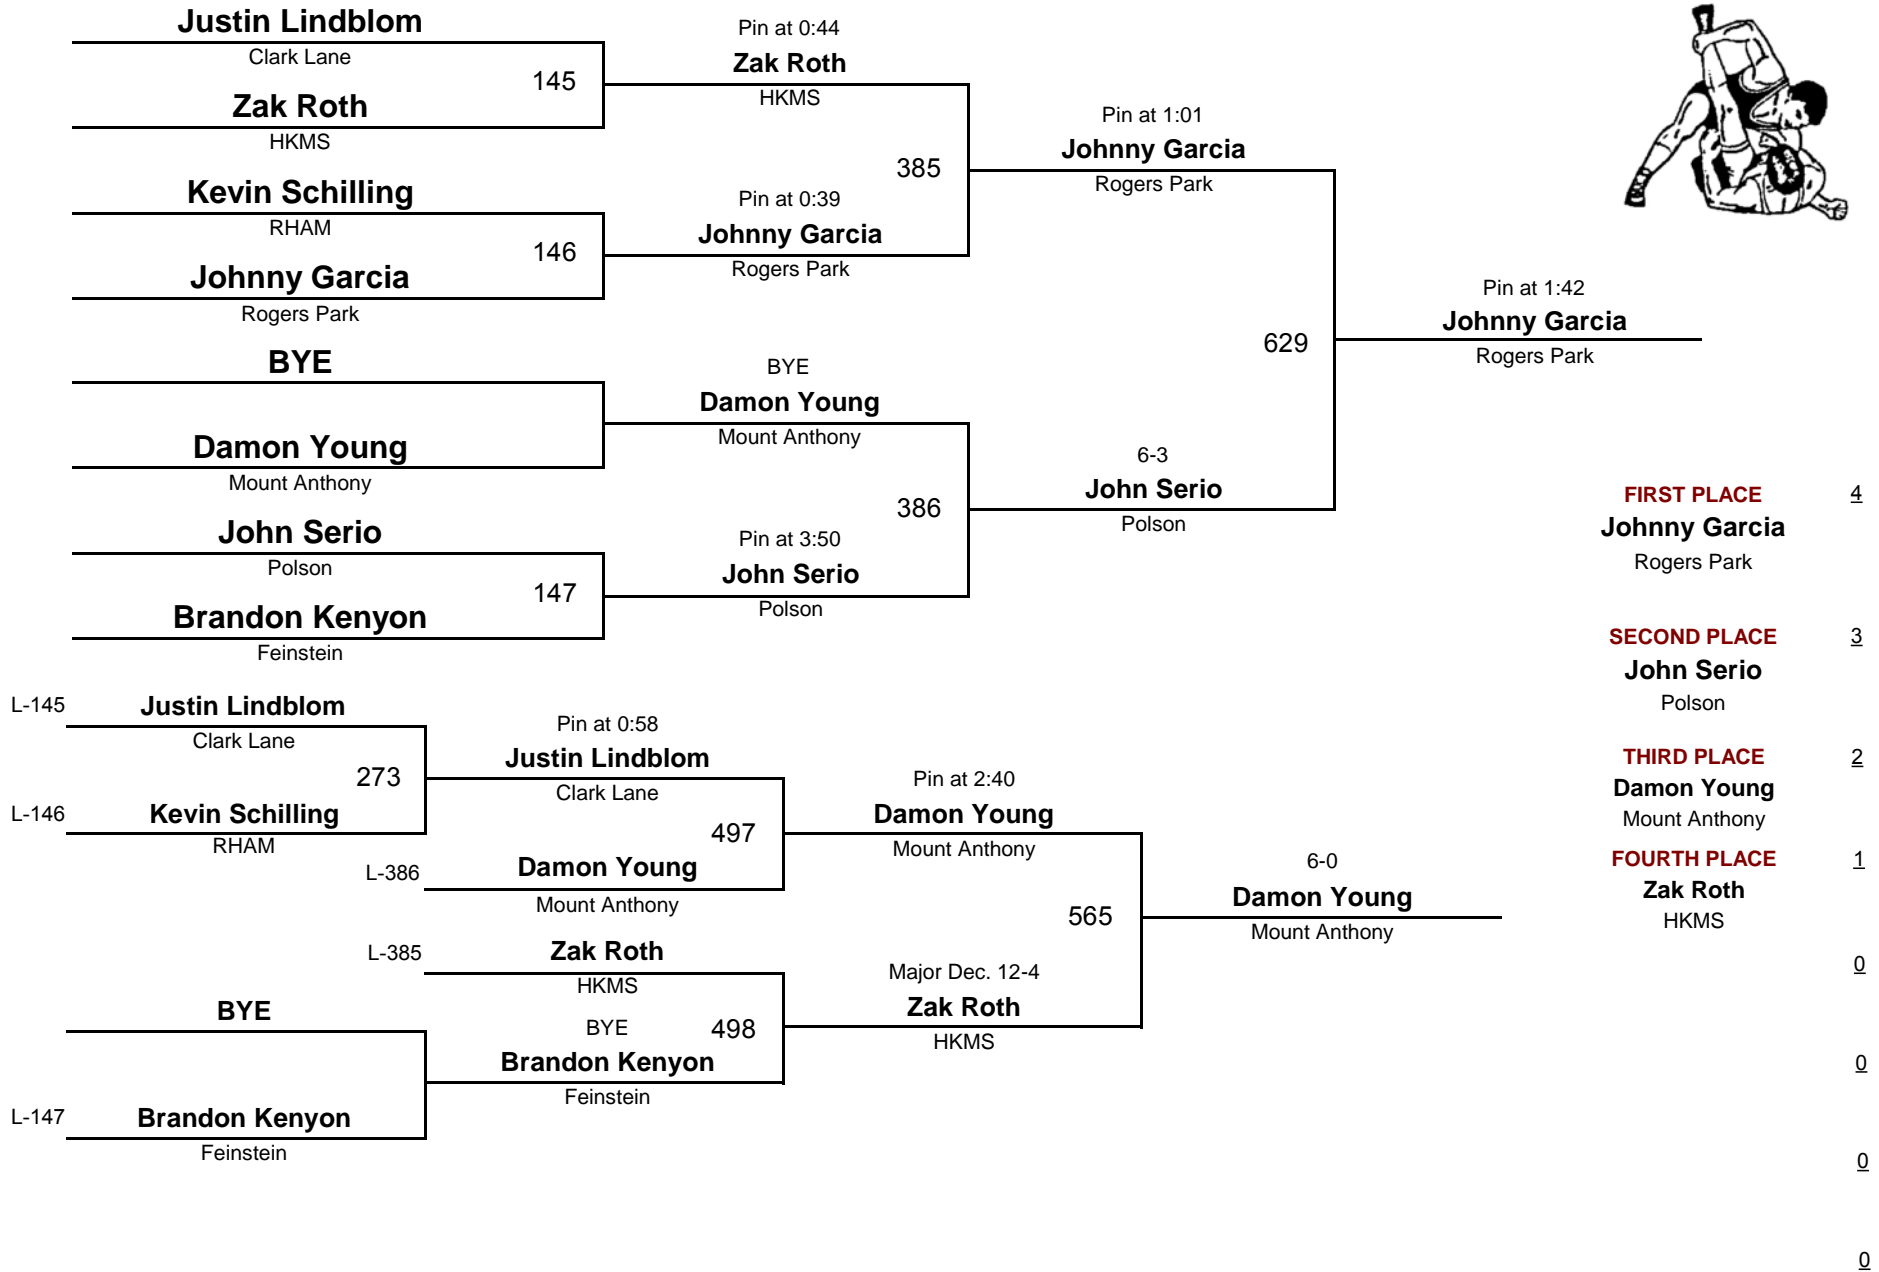 Justin Lindblom
Clark Lane
145
Zak Roth
HKMS
Kevin Schilling
RHAM
146
Johnny Garcia
Rogers Park
BYE
Damon Young
Mount Anthony
John Serio
Polson
147
Brandon Kenyon
Feinstein
Pin at 0:44
Zak Roth
HKMS
385
Pin at 0:39
Johnny Garcia
Rogers Park
BYE
Damon Young
Mount Anthony
386
Pin at 3:50
John Serio
Polson
Pin at 1:01
Johnny Garcia
Rogers Park
629
6-3
John Serio
Polson
Pin at 1:42
Johnny Garcia
Rogers Park
L-145
Justin Lindblom
Clark Lane
273
L-146
Kevin Schilling
RHAM
BYE
L-147
Brandon Kenyon
Feinstein
Pin at 0:58
Justin Lindblom
Clark Lane
497
L-386
Damon Young
Mount Anthony
L-385
Zak Roth
HKMS
BYE
498
Brandon Kenyon
Feinstein
Pin at 2:40
Damon Young
Mount Anthony
565
Major Dec. 12-4
Zak Roth
HKMS
6-0
Damon Young
Mount Anthony
FIRST PLACE 4
Johnny Garcia
Rogers Park
SECOND PLACE 3
John Serio
Polson
THIRD PLACE 2
Damon Young
Mount Anthony
FOURTH PLACE 1
Zak Roth
HKMS
0
0
0
0